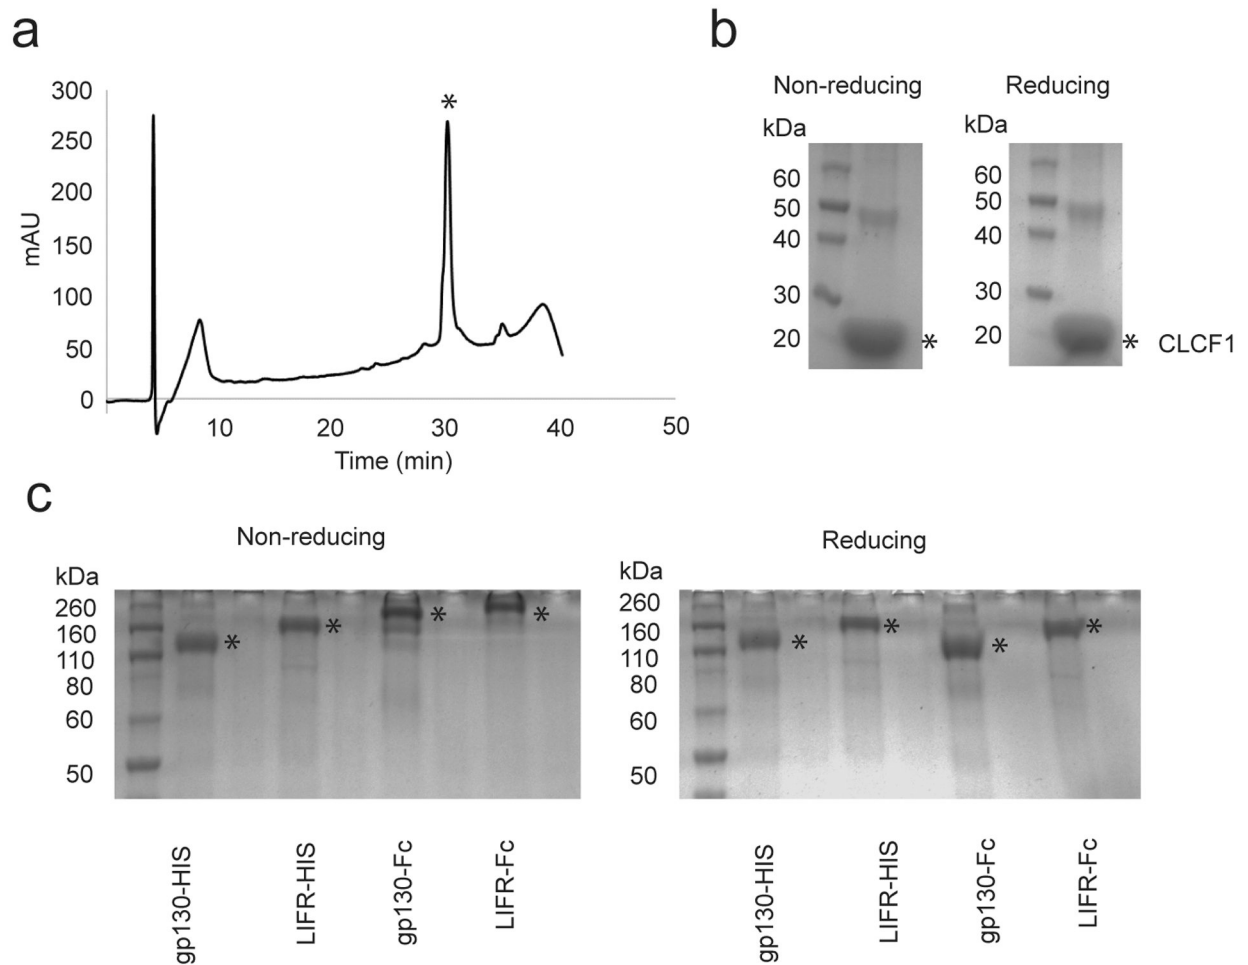 a
300
250
200
150
100
50
0
mAU
*
10 20 30 40 50
Time (min)
b
Non-reducing Reducing
kDa kDa
60 60
50 50
40 40
30 30
20 20
* * CLCF1
c
Non-reducing
kDa
260
160
110
80
60
50
* * * *
gp130-HIS
LIFR-HIS
gp130-Fc
LIFR-Fc
Reducing
kDa
260
160
110
80
60
50
* * * *
gp130-HIS
LIFR-HIS
gp130-Fc
LIFR-Fc